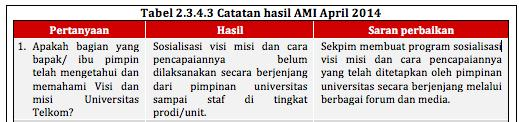 Tabel 2.3.4.3 Catatan hasil AMI April 2014
Pertanyaan
Hasil
Saran perbaikan
1. Apakah bagian yang
bapak/ ibu pimpin
telah mengetahui dan
memahami Visi dan
misi Universitas
Telkom?
Sosialisasi visi misi dan cara
pencapaiannya belum
dilaksanakan secara berjenjang
dari pimpinan universitas
sampai staf di tingkat
prodi/unit.
Sekpim membuat program sosialisasi
visi misi dan cara pencapaiannya
yang telah ditetapkan oleh pimpinan
universitas secara berjenjang melalui
berbagai forum dan media.